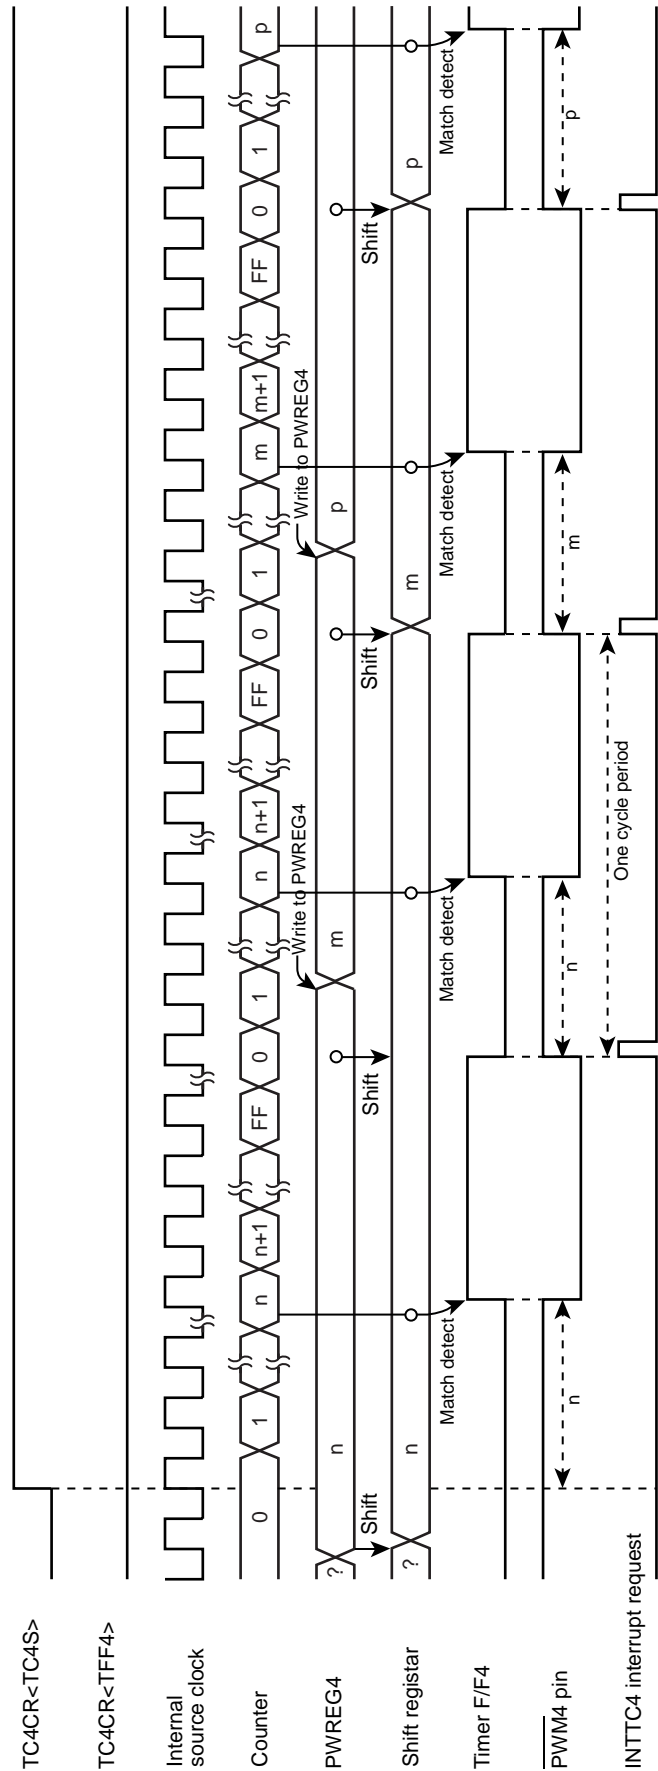 TC4CR<TC4S>
TC4CR<TFF4>
Internal
source clock
Counter 0 1 n n+1 FF 0 1 n n+1 FF 0 1 m m+1 FF 0 1 p
Write to PWREG4 Write to PWREG4
PWREG4 ? n m p
Shift Shift Shift Shift
Shift registar ? n m p
Match detect Match detect Match detect Match detect
Timer F/F4
PWM4 pin
n n m p
One cycle period
INTTC4 interrupt request